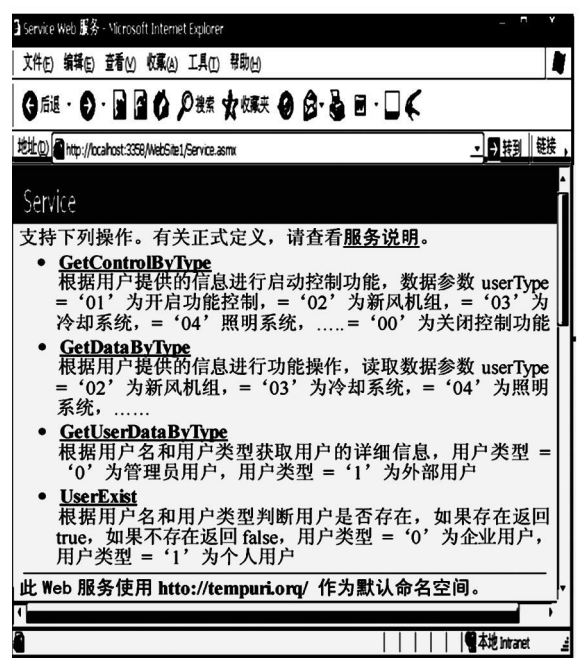 Service Web 服务 - Microsoft Internet Explorer
文件(F) 编辑(E) 查看(V) 收藏(A) 工具(T) 帮助(H)
后退 搜索 收藏夹
地址(D) http://localhost:3358/WebSite1/Service.asmx 转到 链接
Service
支持下列操作。有关正式定义，请查看服务说明。
• GetControlByType
根据用户提供的信息进行启动控制功能，数据参数 userType
=‘01’为开启功能控制，=‘02’为新风机组，=‘03’为
冷却系统，=‘04’照明系统，…..=‘00’为关闭控制功能
• GetDataByType
根据用户提供的信息进行功能操作，读取数据参数 userType
=‘02’为新风机组，=‘03’为冷却系统，=‘04’为照明
系统，……
• GetUserDataByType
根据用户名和用户类型获取用户的详细信息，用户类型 =
‘0’为管理员用户，用户类型 =‘1’为外部用户
• UserExist
根据用户名和用户类型判断用户是否存在，如果存在返回
true，如果不存在返回 false，用户类型 =‘0’为企业用户，
用户类型 =‘1’为个人用户
此 Web 服务使用 htto://tempuri.orq/ 作为默认命名空间。
本地 Intranet